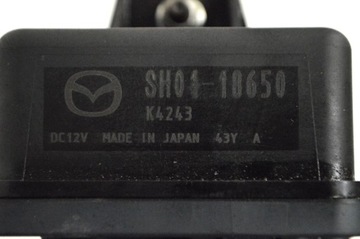 SH01-18650
K4243
DC12V MADE IN JAPAN 43Y A